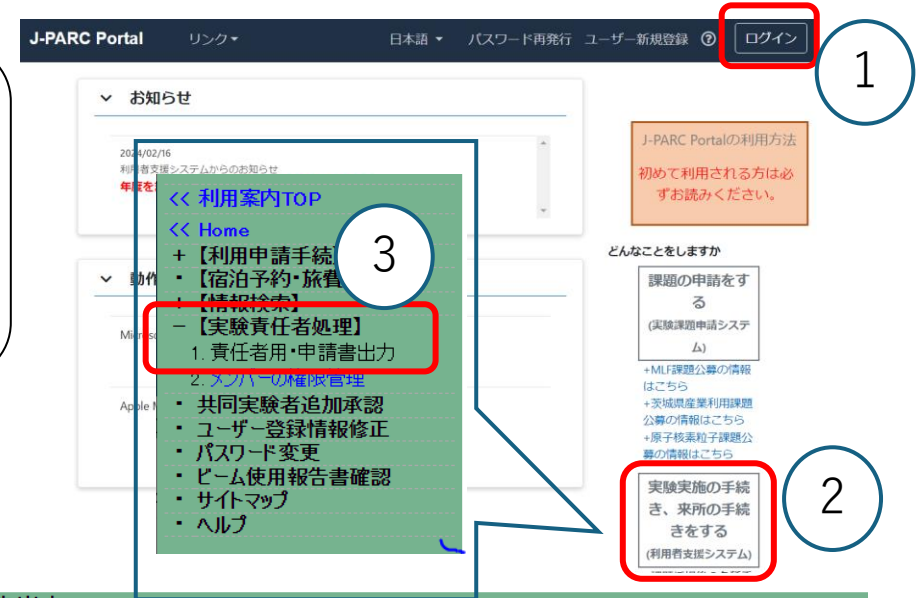 J-PARC Portal リンク 日本語 パスワード再発行 ユーザー新規登録 ? ログイン
1
お知らせ
2024/02/16
利用者支援システムからのお知らせ
年度を
J-PARC Portalの利用方法
初めて利用される方は必
ずお読みください。
<< 利用案内TOP
<< Home
+【利用申請手続
・【宿泊予約・旅費
+【情報検索】
-【実験責任者処理】
1. 責任者用・申請書出力
2. メンバーの権限管理
・ 共同実験者追加承認
・ ユーザー登録情報修正
・ パスワード変更
・ ビーム使用報告書確認
・ サイトマップ
・ ヘルプ
3
動作
Apple
どんなことをしますか
課題の申請をす
る
(実験課題申請システ
ム)
+MLF課題公募の情報
はこちら
+茨城県産業利用課題
公募の情報はこちら
+原子核素粒子課題公
募の情報はこちら
実験実施の手続
き、来所の手続
きをする
(利用者支援システム)
2